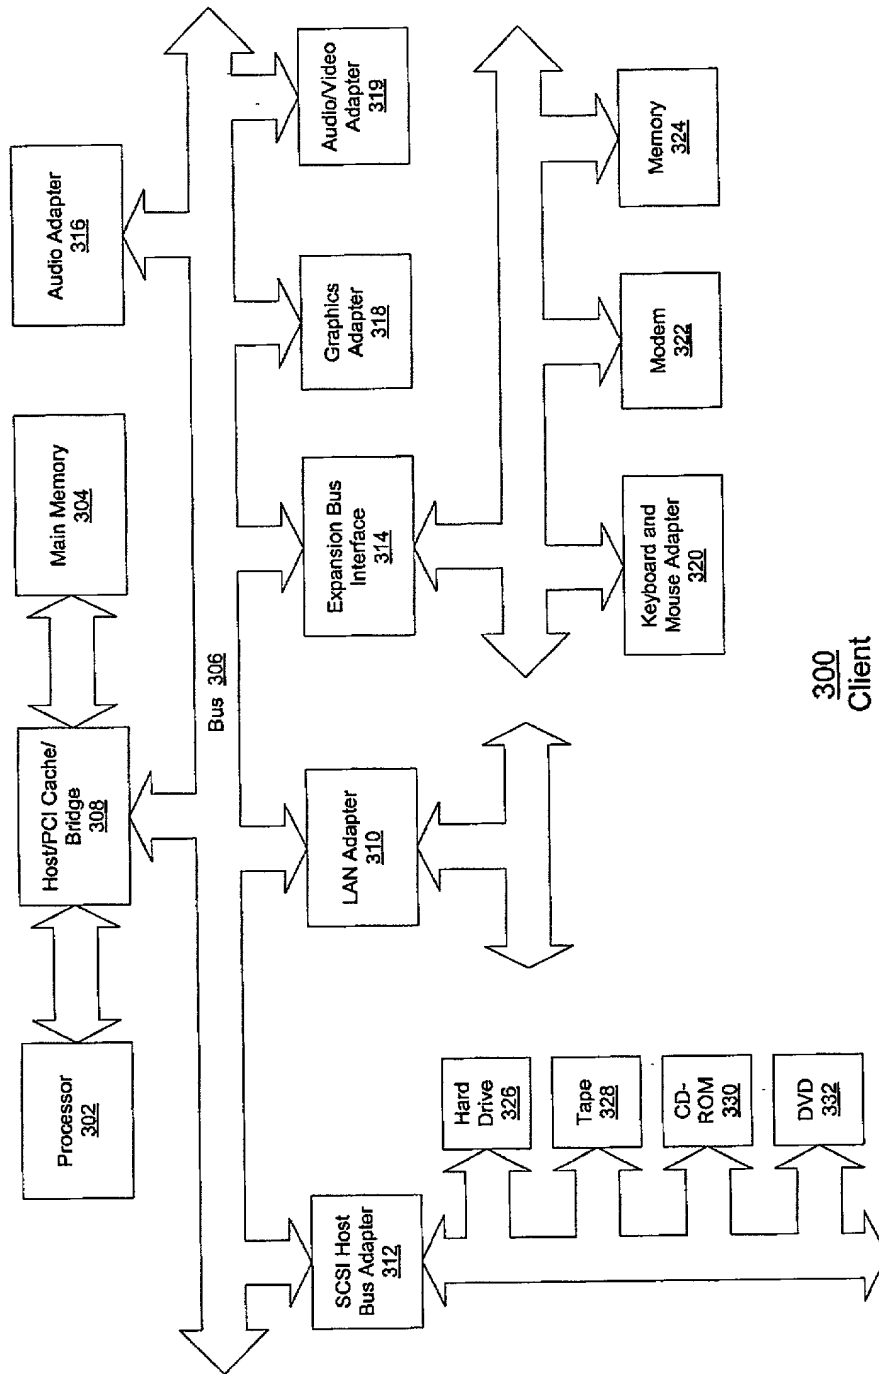 Processor
302
Host/PCI Cache/
Bridge
308
Main Memory
304
Audio Adapter
316
Bus 306
SCSI Host
Bus Adapter
312
LAN Adapter
310
Expansion Bus
Interface
314
Graphics
Adapter
318
Audio/Video
Adapter
319
Hard
Drive
326
Tape
328
CD-
ROM
330
DVD
332
Keyboard and
Mouse Adapter
320
Modem
322
Memory
324
300
Client